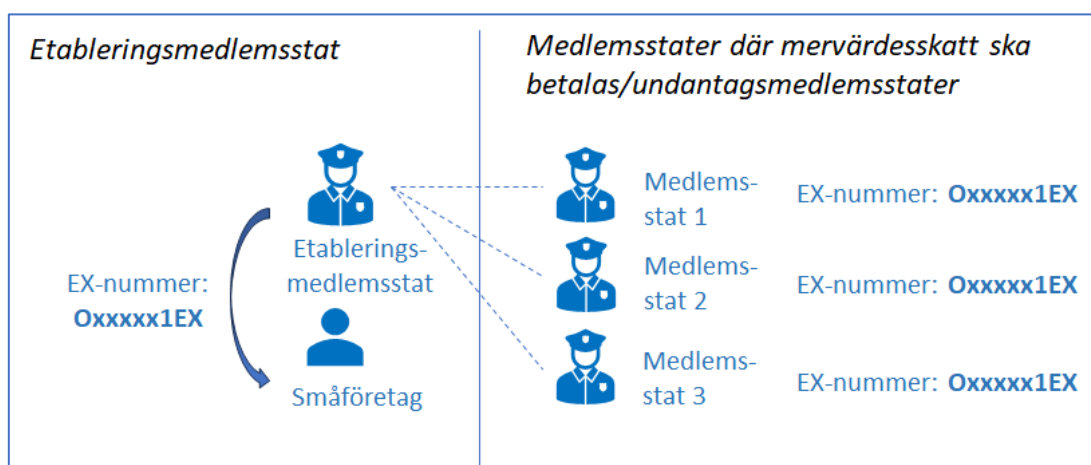 Etableringsmedlemsstat
Medlemsstater där mervärdesskatt ska
betalas/undantagsmedlemsstater
Etablerings-
medlemsstat
EX-nummer:
Oxxxxx1EX
Småföretag
Medlems-
stat 1
EX-nummer: Oxxxxx1EX
Medlems-
stat 2
EX-nummer: Oxxxxx1EX
Medlems-
stat 3
EX-nummer: Oxxxxx1EX